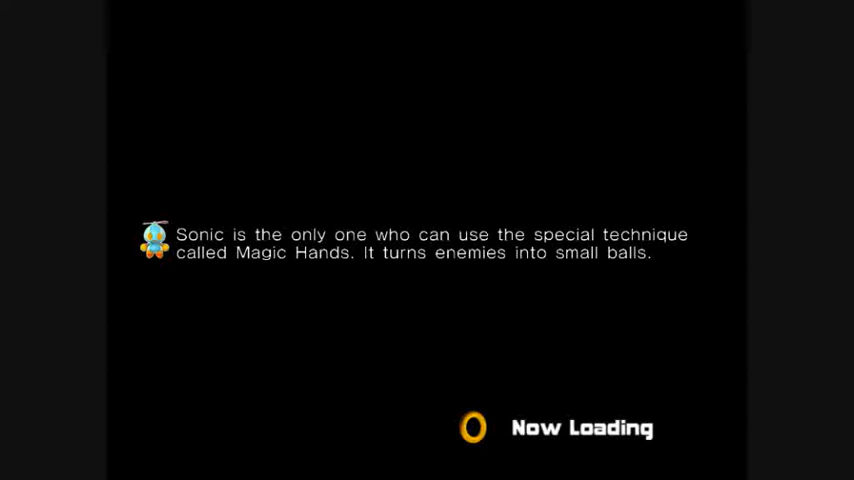 Sonic is the only one who can use the special technique
called Magic Hands. It turns enemies into small balls.
Now Loading